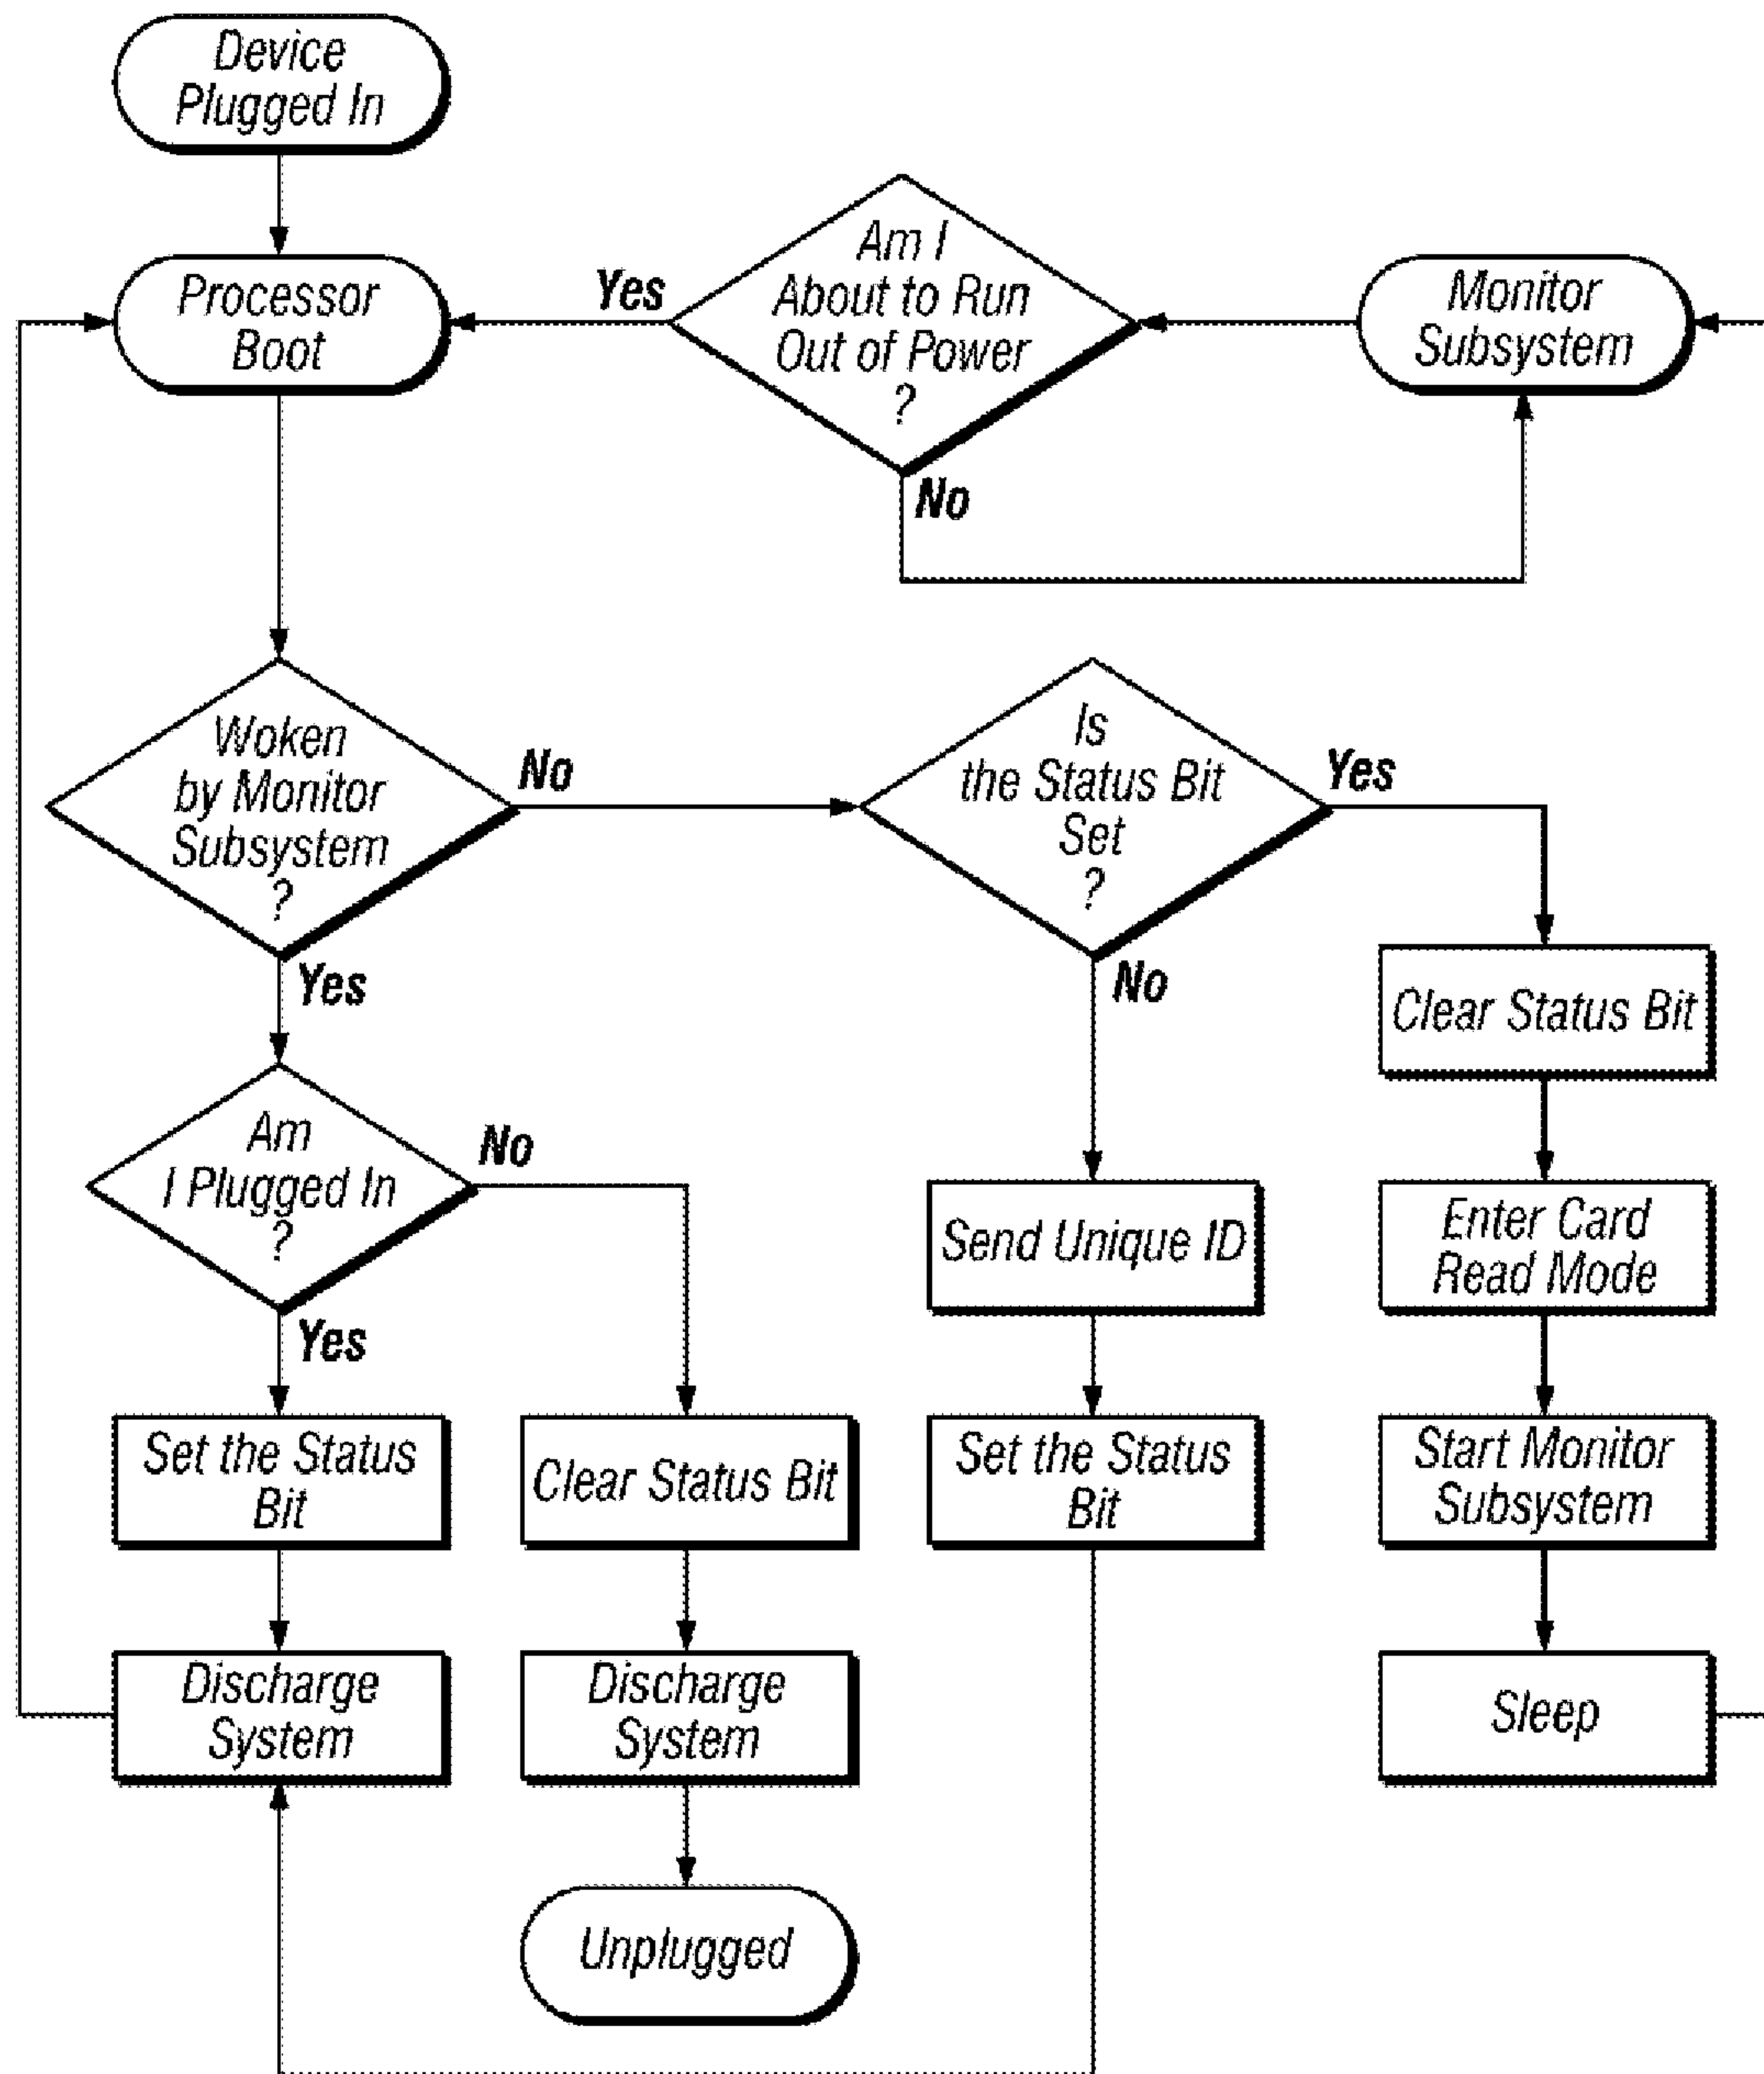 Device
Plugged In
Processor
Boot
Yes
Am I
About to Run
Out of Power
?
No
Monitor
Subsystem
Woken
by Monitor
Subsystem
?
No
Yes
Is
the Status Bit
Set
?
Yes
No
Clear Status Bit
Am
I Plugged In
?
No
Yes
Send Unique ID
Enter Card
Read Mode
Set the Status
Bit
Clear Status Bit
Set the Status
Bit
Start Monitor
Subsystem
Discharge
System
Discharge
System
Sleep
Unplugged